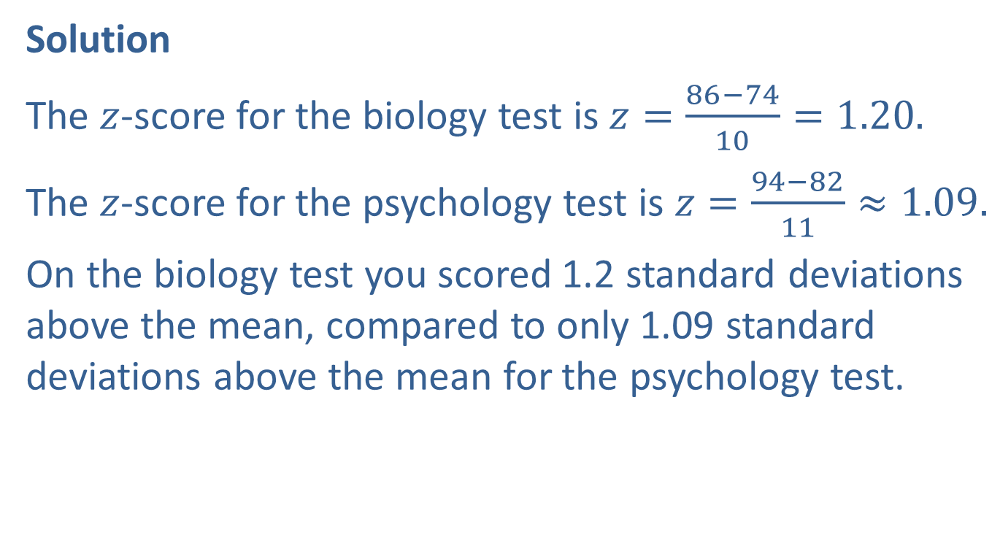 Solution
The 𝑧-score for the biology test is 𝑧 = \frac{86−74}{10} = 1.20.
The 𝑧-score for the psychology test is 𝑧 = \frac{94−82}{11} ≈ 1.09.
On the biology test you scored 1.2 standard deviations
above the mean, compared to only 1.09 standard
deviations above the mean for the psychology test.